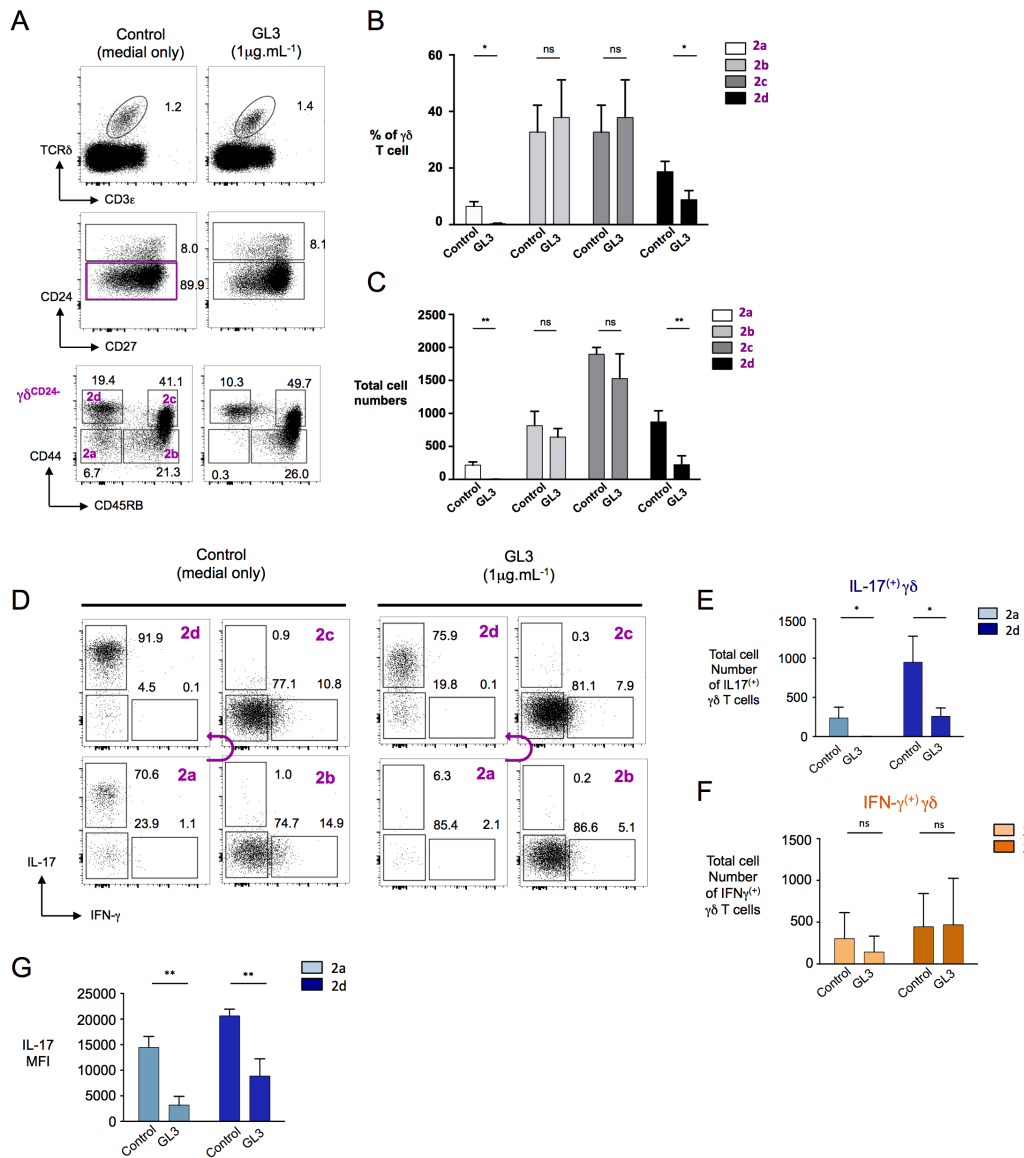 A
Control
(medial only)
GL3
(1μg.mL-1)
1.2
1.4
TCRδ
CD3ε
8.0
8.1
89.9
CD24
CD27
19.4
41.1
10.3
49.7
γδCD24-
2d
2c
2a
2b
CD44
6.7
21.3
0.3
26.0
CD45RB
B
60
40
20
0
% of γδ
T cell
*
ns
ns
*
2a
2b
2c
2d
Control
GL3
Control
GL3
Control
GL3
Control
GL3
C
2500
2000
1500
1000
500
0
Total cell
numbers
**
ns
ns
**
2a
2b
2c
2d
Control
GL3
Control
GL3
Control
GL3
Control
GL3
Control
(medial only)
GL3
(1μg.mL-1)
D
91.9
2d
4.5
0.1
0.9
2c
77.1
10.8
75.9
2d
19.8
0.1
0.3
2c
81.1
7.9
70.6
2a
23.9
1.1
1.0
2b
74.7
14.9
6.3
2a
85.4
2.1
0.2
2b
86.6
5.1
IL-17
IFN-γ
E
IL-17(+) γδ
2a
2d
1500
1000
500
0
Total cell
Number
of IL17(+)
γδ T cells
*
*
Control
GL3
Control
GL3
F
IFN-γ(+) γδ
1500
1000
500
0
Total cell
Number
of IFNγ(+)
γδ T cells
ns
ns
Control
GL3
Control
GL3
G
2a
2d
25000
20000
15000
10000
5000
0
IL-17
MFI
**
**
Control
GL3
Control
GL3